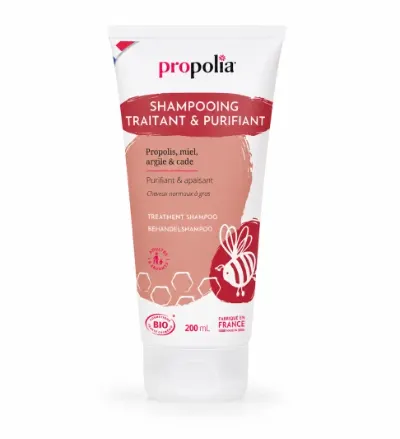 propolia
SHAMPOOING
TRAITANT & PURIFIANT
Propolis, miel,
argile & cade
Purifiant & apaisant
Cheveux normaux à gras
TREATMENT SHAMPOO
BEHANDELSHAMPOO
BIO
200 mL
FABRIQUÉ EN
FRANCE